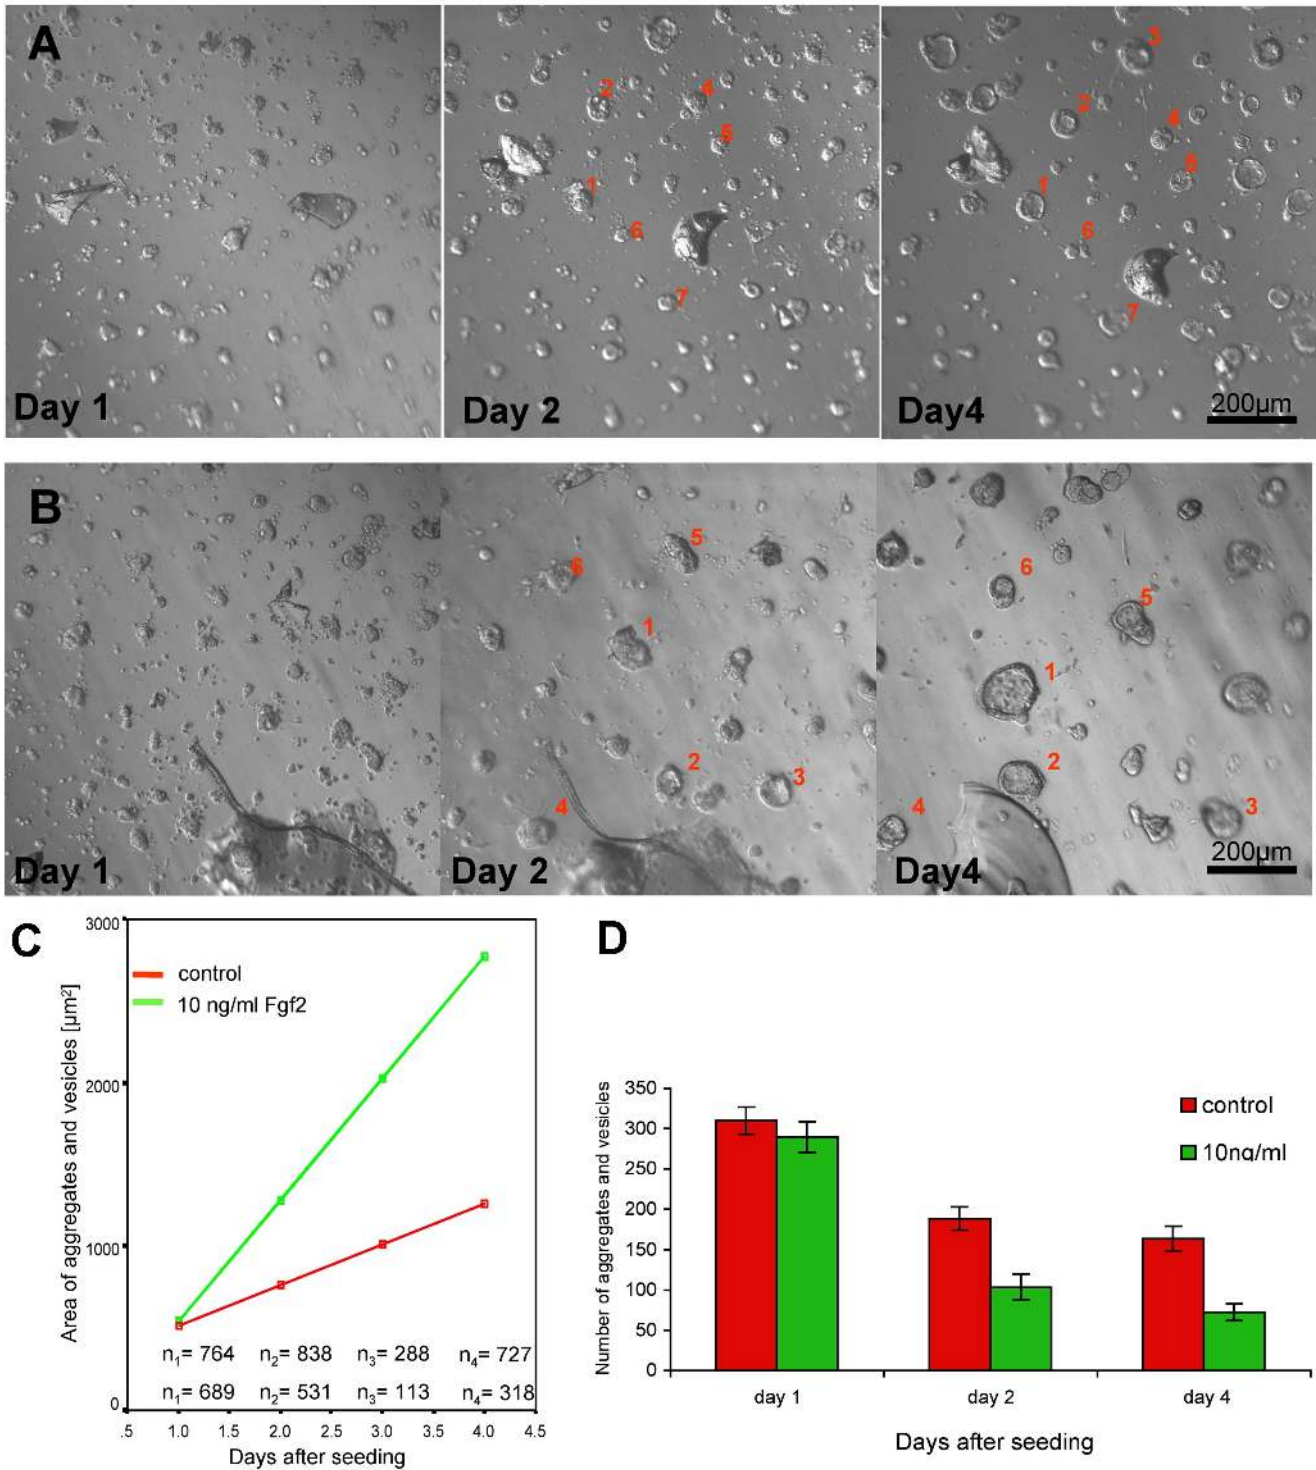 A
Day 1
2
4
5
1
6
7
Day 2
3
2
4
5
1
6
7
Day4
200µm
B
Day 1
5
6
1
2
3
4
Day 2
6
5
1
2
4
3
Day4
200µm
C
3000
2000
1000
0
Area of aggregates and vesicles [µm²]
control
10 ng/ml Fgf2
n₁= 764 n₂= 838 n₃= 288 n₄= 727
n₁= 689 n₂= 531 n₃= 113 n₄= 318
.5 1.0 1.5 2.0 2.5 3.0 3.5 4.0 4.5
Days after seeding
D
Number of aggregates and vesicles
350
300
250
200
150
100
50
0
control
10ng/ml
day 1 day 2 day 4
Days after seeding